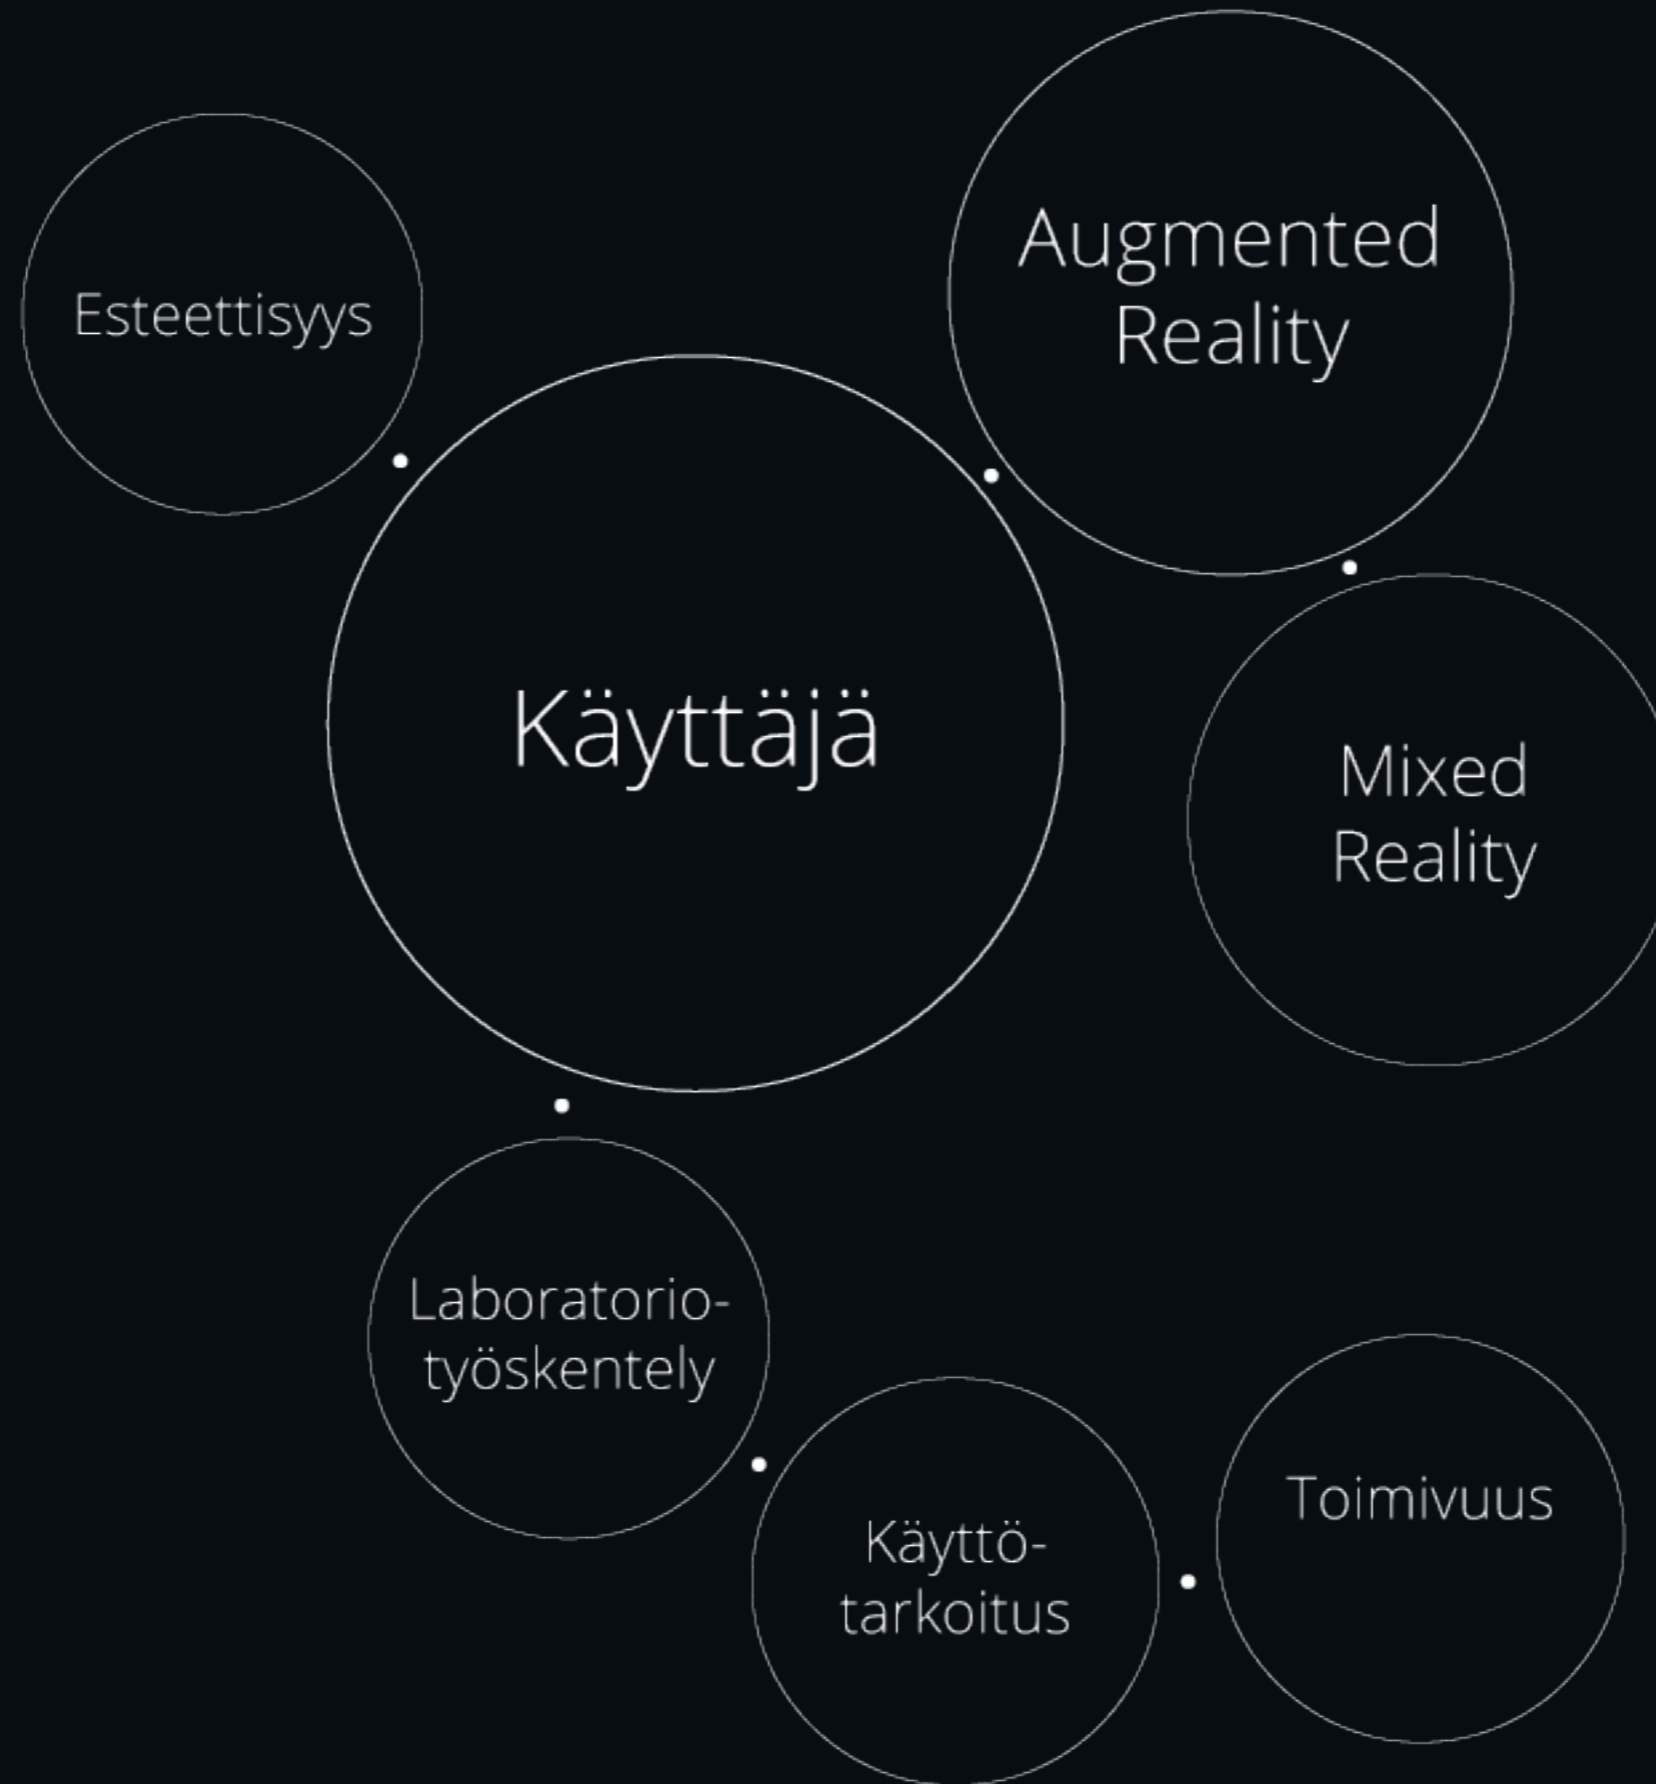 Augmented
Reality
Esteettisyys
Käyttäjä
Mixed
Reality
Laboratorio-
työskentely
Käyttö-
tarkoitus
Toimivuus